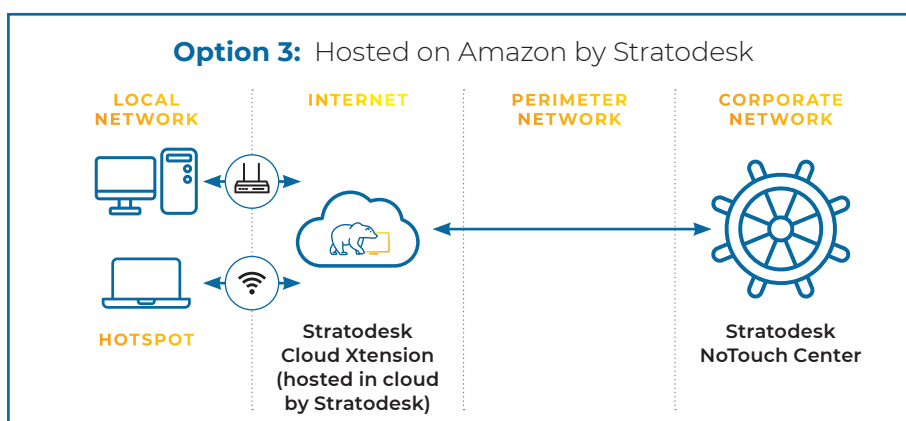 Option 3: Hosted on Amazon by Stratodesk
LOCAL
NETWORK
INTERNET
PERIMETER
NETWORK
CORPORATE
NETWORK
HOTSPOT
Stratodesk
Cloud Xtension
(hosted in cloud
by Stratodesk)
Stratodesk
NoTouch Center